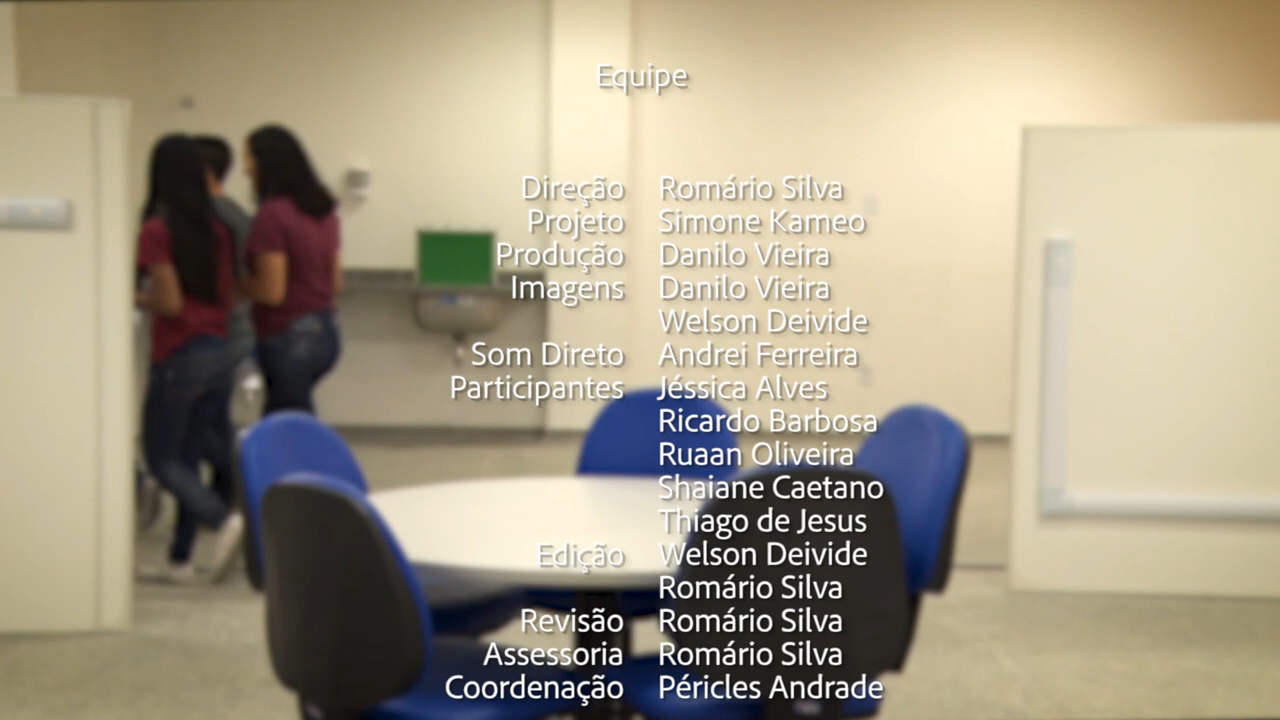 Equipe
Direção Romário Silva
Projeto Simone Kameo
Produção Danilo Vieira
Imagens Danilo Vieira
Welson Deivide
Som Direto Andrei Ferreira
Participantes Jéssica Alves
Ricardo Barbosa
Ruaan Oliveira
Shaiane Caetano
Thiago de Jesus
Edição Welson Deivide
Romário Silva
Revisão Romário Silva
Assessoria Romário Silva
Coordenação Péricles Andrade